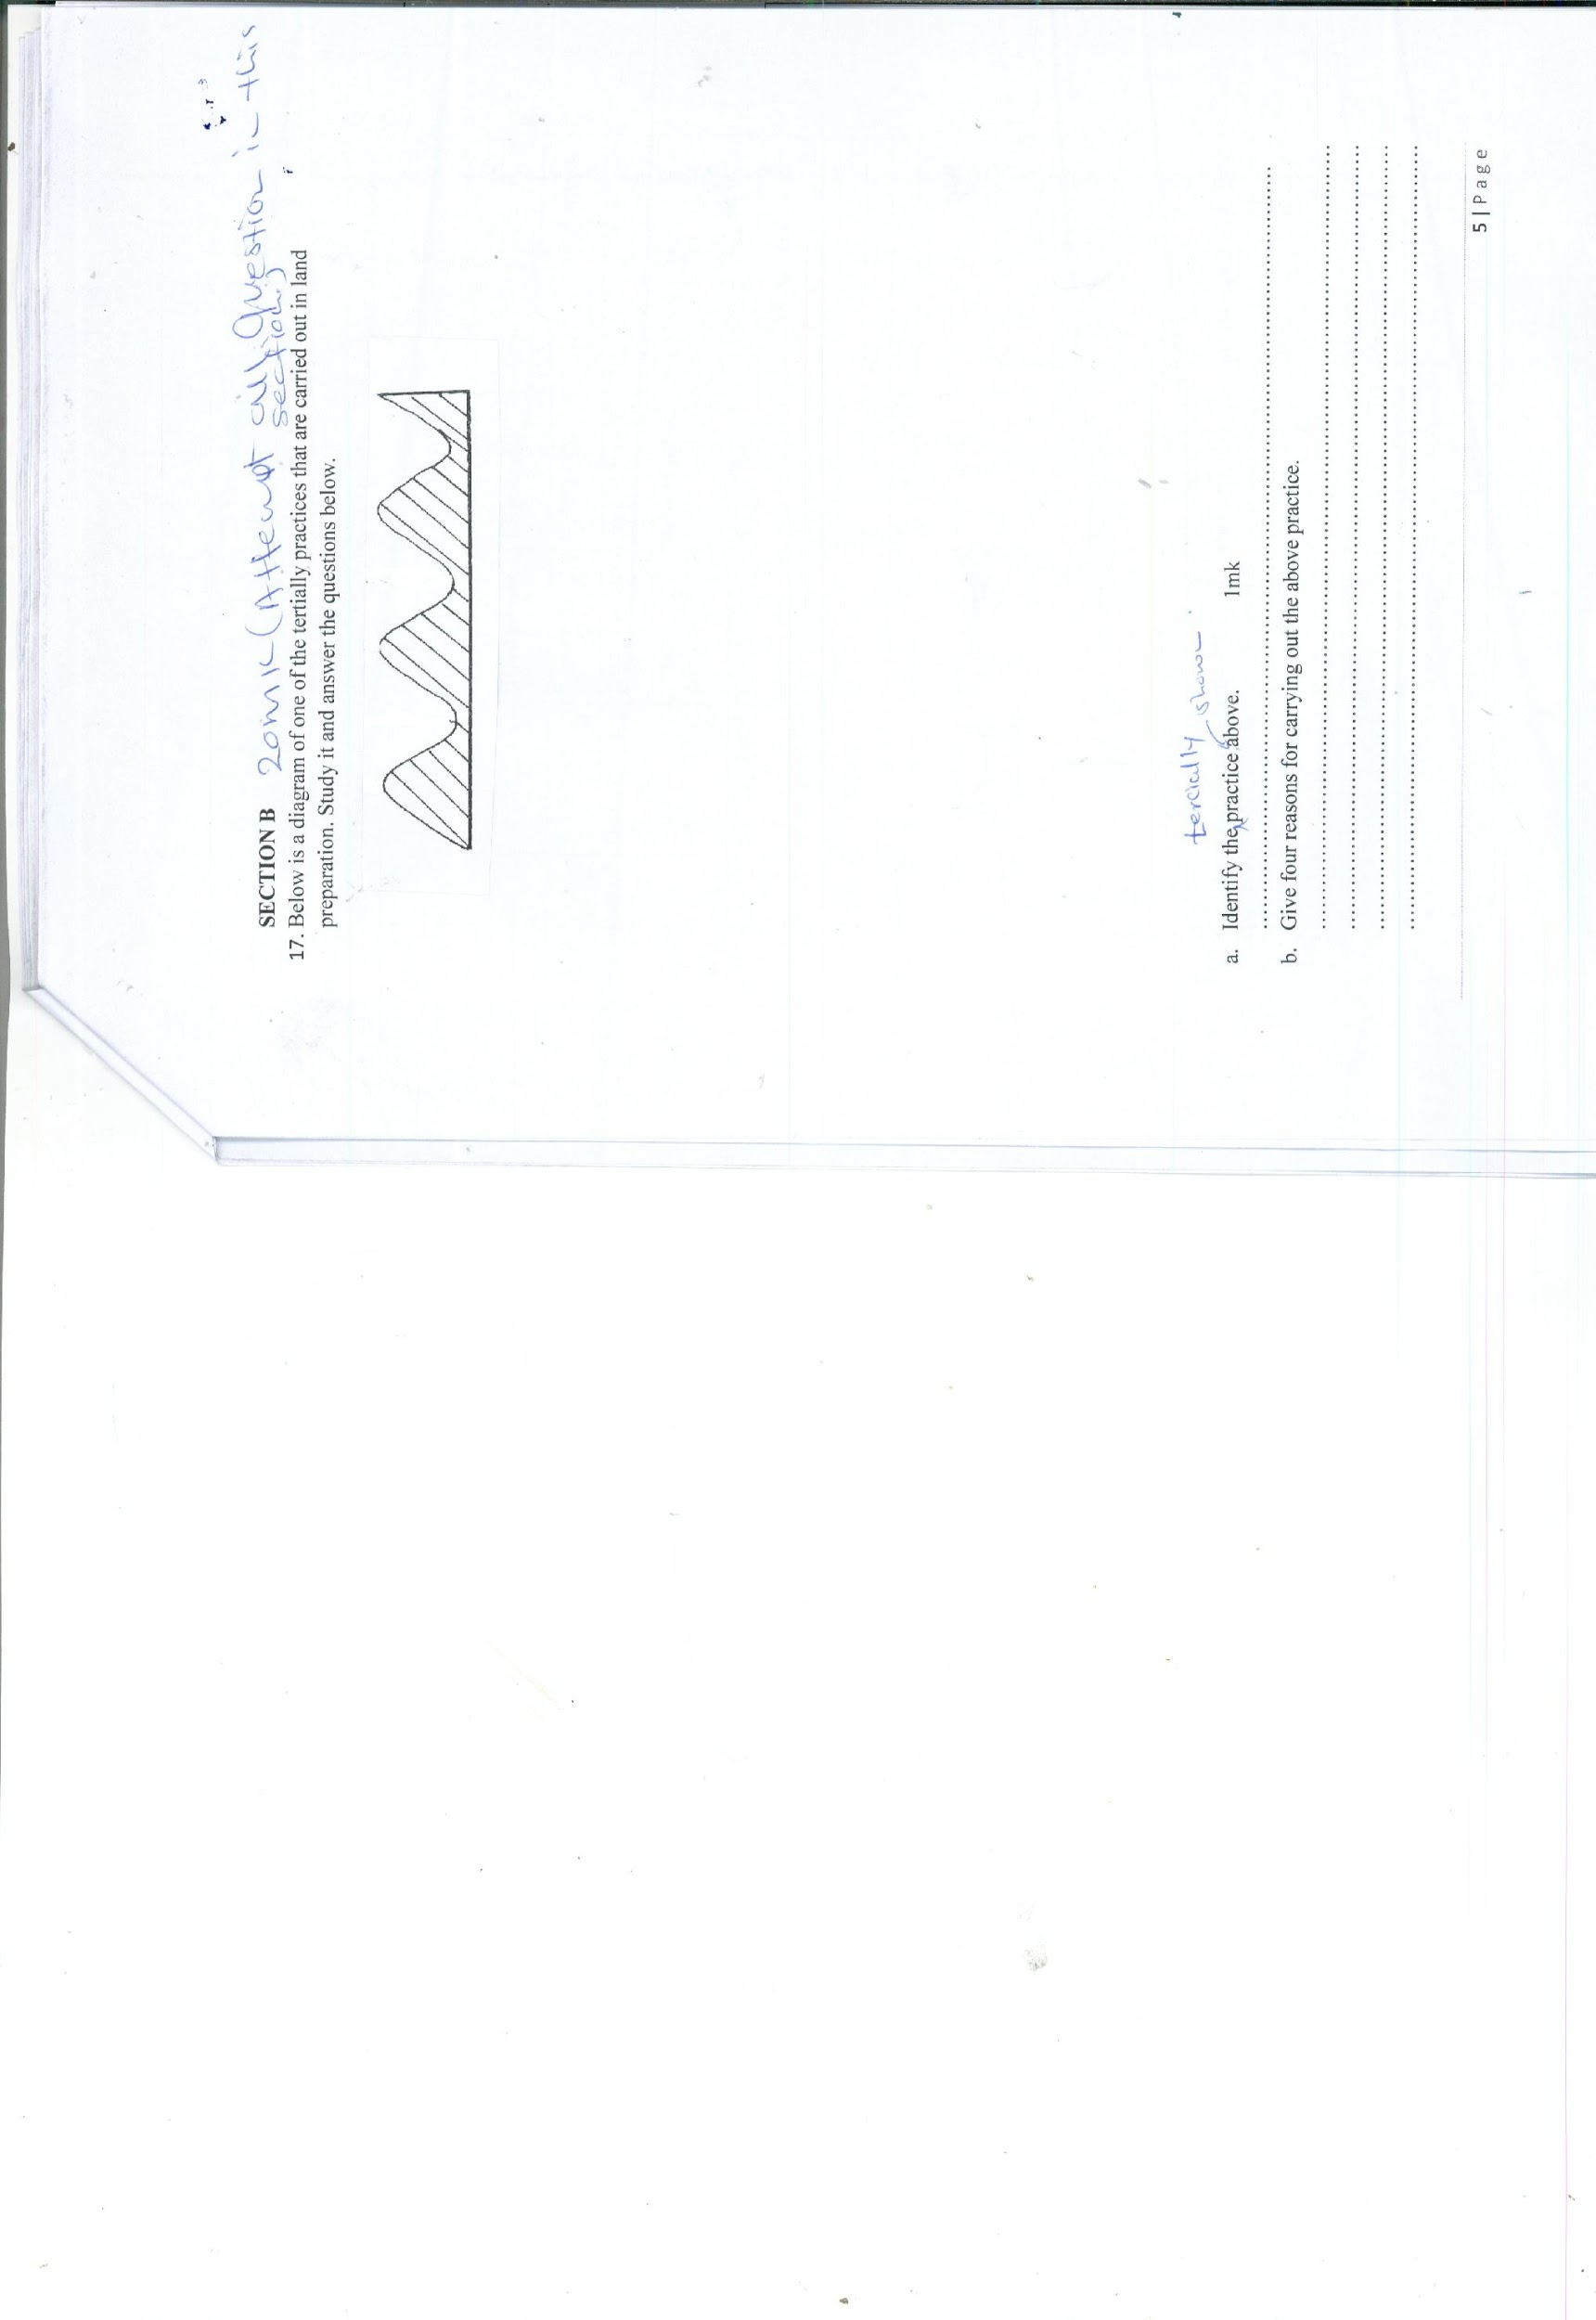 SECTION B 20mk (Attempt all Question in this
section)
17. Below is a diagram of one of the tertially practices that are carried out in land
preparation. Study it and answer the questions below.
tercially shown
a. Identify the practice above. 1mk
................................................................................
b. Give four reasons for carrying out the above practice.
................................................................................
................................................................................
................................................................................
................................................................................
5 | Page